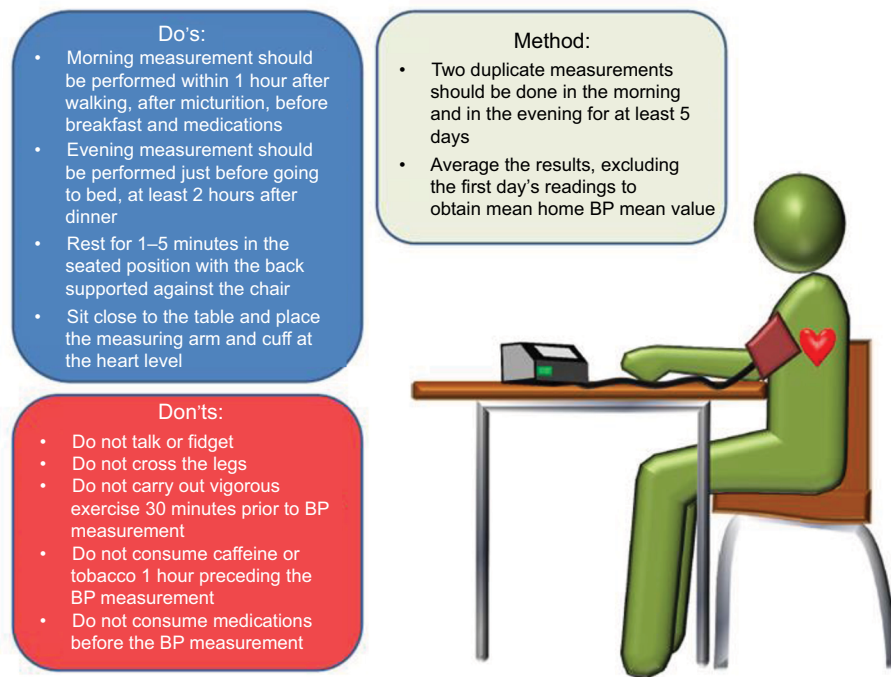 Do's:
• Morning measurement should
be performed within 1 hour after
walking, after micturition, before
breakfast and medications
• Evening measurement should
be performed just before going
to bed, at least 2 hours after
dinner
• Rest for 1–5 minutes in the
seated position with the back
supported against the chair
• Sit close to the table and place
the measuring arm and cuff at
the heart level
Don'ts:
• Do not talk or fidget
• Do not cross the legs
• Do not carry out vigorous
exercise 30 minutes prior to BP
measurement
• Do not consume caffeine or
tobacco 1 hour preceding the
BP measurement
• Do not consume medications
before the BP measurement
Method:
• Two duplicate measurements
should be done in the morning
and in the evening for at least 5
days
• Average the results, excluding
the first day's readings to
obtain mean home BP mean value